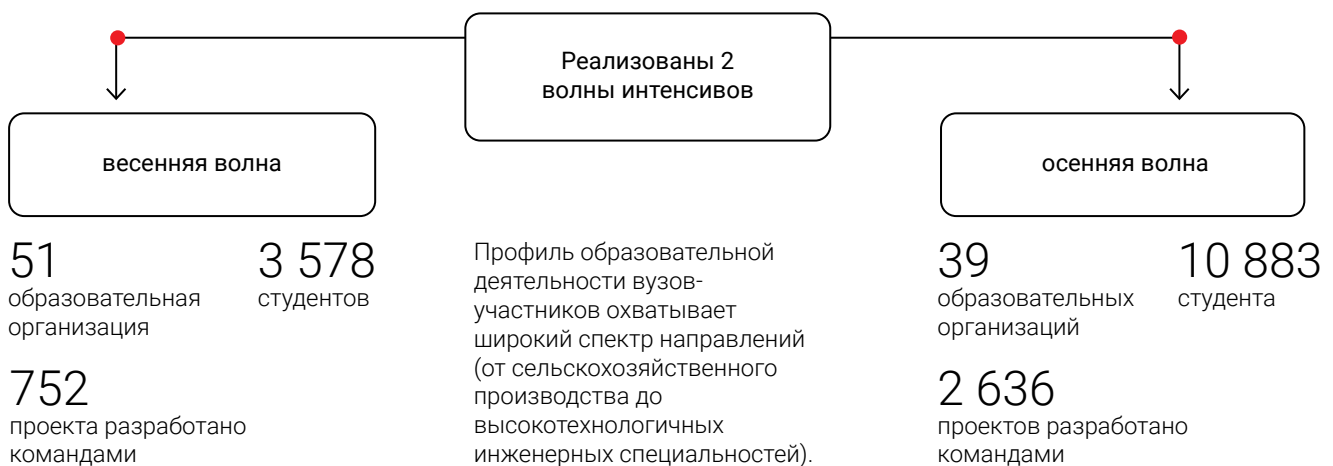 Реализованы 2
волны интенсивов
весенняя волна
осенняя волна
51
образовательная
организация
3 578
студентов
752
проекта разработано
командами
Профиль образовательной
деятельности вузов-
участников охватывает
широкий спектр направлений
(от сельскохозяйственного
производства до
высокотехнологичных
инженерных специальностей).
39
образовательных
организаций
10 883
студента
2 636
проектов разработано
командами